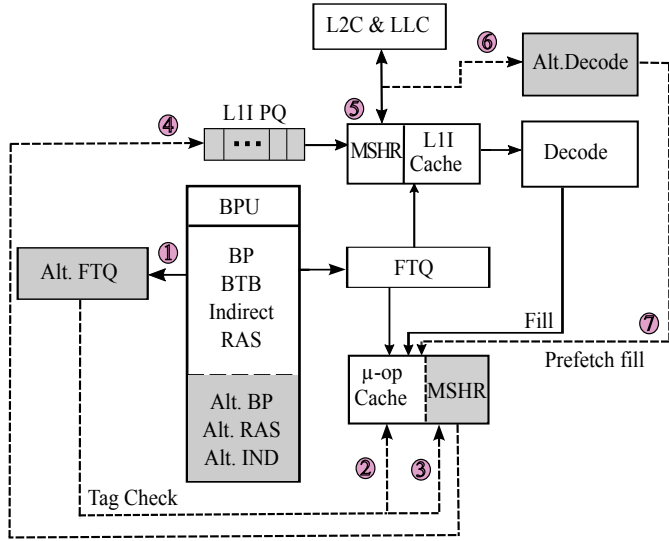 L2C & LLC
⑥
Alt.Decode
④
L1I PQ
⑤
MSHR
L1I
Cache
Decode
BPU
①
Alt. FTQ
BP
BTB
Indirect
RAS
FTQ
Fill
⑦
Prefetch fill
µ-op
Cache
MSHR
Alt. BP
Alt. RAS
Alt. IND
②
③
Tag Check